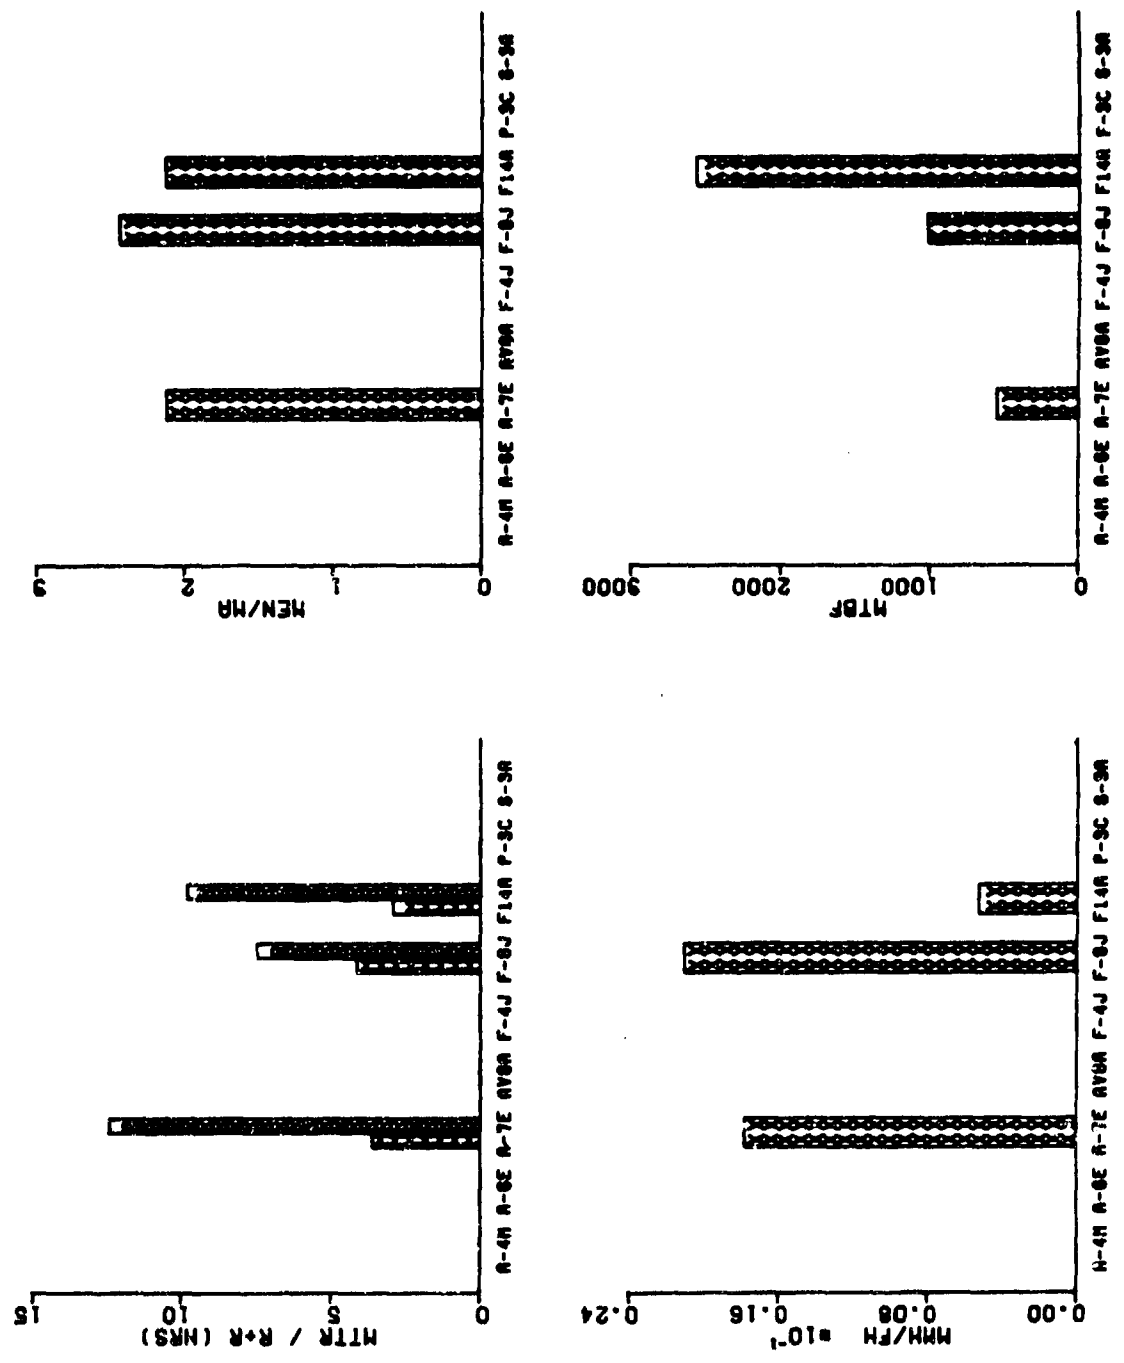 MTTR / R+R (HRS)
15
10
5
0
A-4M A-6E A-7E AV8A F-4J F-8J F14A P-3C S-3A
MEN/MA
3
2
1
0
A-4M A-6E A-7E AV8A F-4J F-8J F14A P-3C S-3A
MMH/FH ×10⁻¹
0.24
0.16
0.08
0.00
A-4M A-6E A-7E AV8A F-4J F-8J F14A P-3C S-3A
MTBF
3000
2000
1000
0
A-4M A-6E A-7E AV8A F-4J F-8J F14A P-3C S-3A